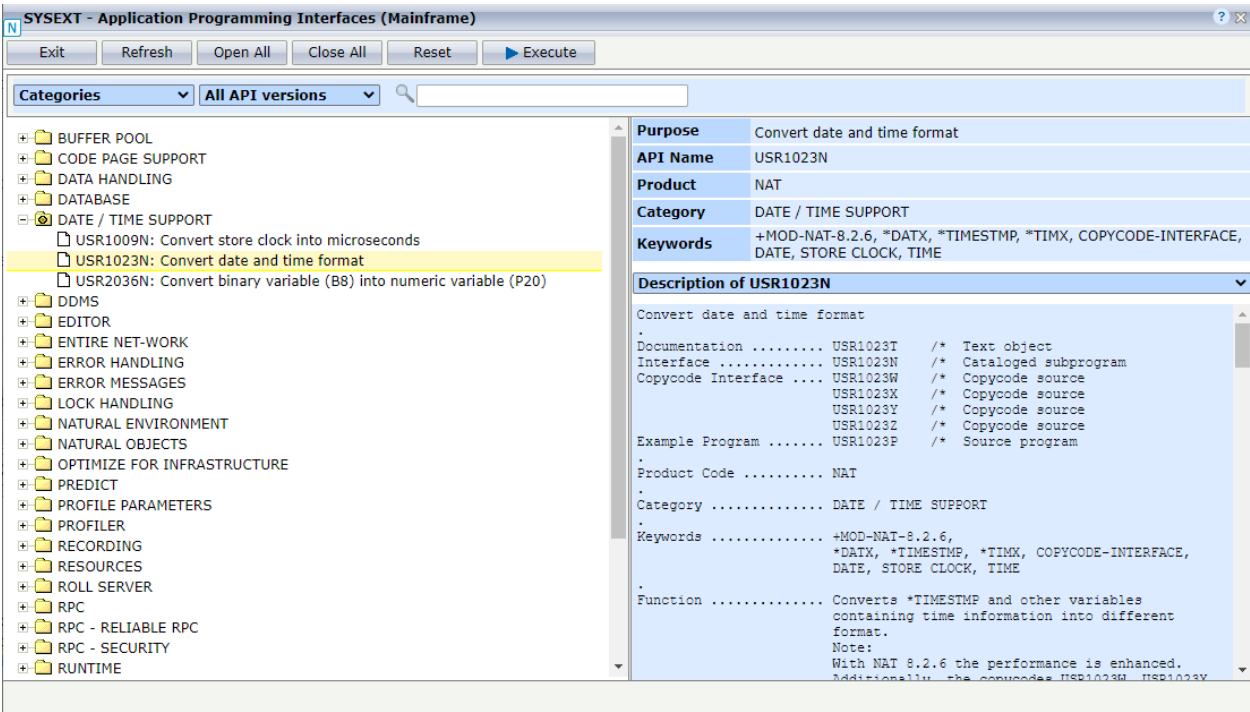 SYSEXT - Application Programming Interfaces (Mainframe)
N
?
Exit Refresh Open All Close All Reset Execute
Categories All API versions
BUFFER POOL
CODE PAGE SUPPORT
DATA HANDLING
DATABASE
DATE / TIME SUPPORT
USR1009N: Convert store clock into microseconds
USR1023N: Convert date and time format
USR2036N: Convert binary variable (B8) into numeric variable (P20)
DDMS
EDITOR
ENTIRE NET-WORK
ERROR HANDLING
ERROR MESSAGES
LOCK HANDLING
NATURAL ENVIRONMENT
NATURAL OBJECTS
OPTIMIZE FOR INFRASTRUCTURE
PREDICT
PROFILE PARAMETERS
PROFILER
RECORDING
RESOURCES
ROLL SERVER
RPC
RPC - RELIABLE RPC
RPC - SECURITY
RUNTIME
Purpose Convert date and time format
API Name USR1023N
Product NAT
Category DATE / TIME SUPPORT
Keywords +MOD-NAT-8.2.6, *DATX, *TIMESTMP, *TIMX, COPYCODE-INTERFACE,
DATE, STORE CLOCK, TIME
Description of USR1023N
Convert date and time format
.
Documentation ......... USR1023T /* Text object
Interface ............. USR1023N /* Cataloged subprogram
Copycode Interface .... USR1023W /* Copycode source
USR1023X /* Copycode source
USR1023Y /* Copycode source
USR1023Z /* Copycode source
Example Program ....... USR1023P /* Source program
.
Product Code .......... NAT
.
Category .............. DATE / TIME SUPPORT
.
Keywords .............. +MOD-NAT-8.2.6,
*DATX, *TIMESTMP, *TIMX, COPYCODE-INTERFACE,
DATE, STORE CLOCK, TIME
.
Function .............. Converts *TIMESTMP and other variables
containing time information into different
format.
Note:
With NAT 8.2.6 the performance is enhanced.
Additionally, the copycodes USR1023W, USR1023Y,